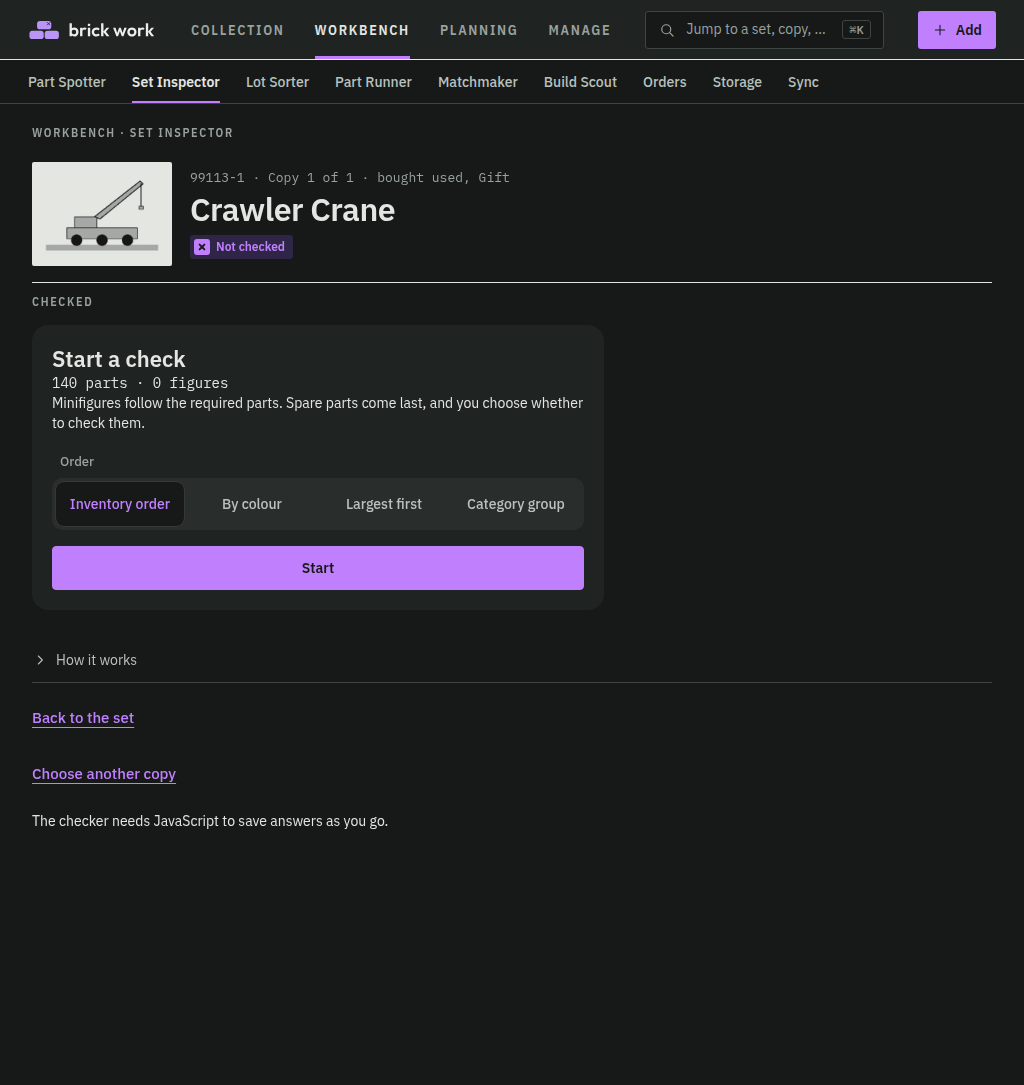 brick work
COLLECTION
WORKBENCH
PLANNING
MANAGE
Jump to a set, copy, ...
⌘K
Add
Part Spotter
Set Inspector
Lot Sorter
Part Runner
Matchmaker
Build Scout
Orders
Storage
Sync
WORKBENCH · SET INSPECTOR
99113-1 · Copy 1 of 1 · bought used, Gift
Crawler Crane
Not checked
CHECKED
Start a check
140 parts · 0 figures
Minifigures follow the required parts. Spare parts come last, and you choose whether
to check them.
Order
Inventory order
By colour
Largest first
Category group
Start
How it works
Back to the set
Choose another copy
The checker needs JavaScript to save answers as you go.